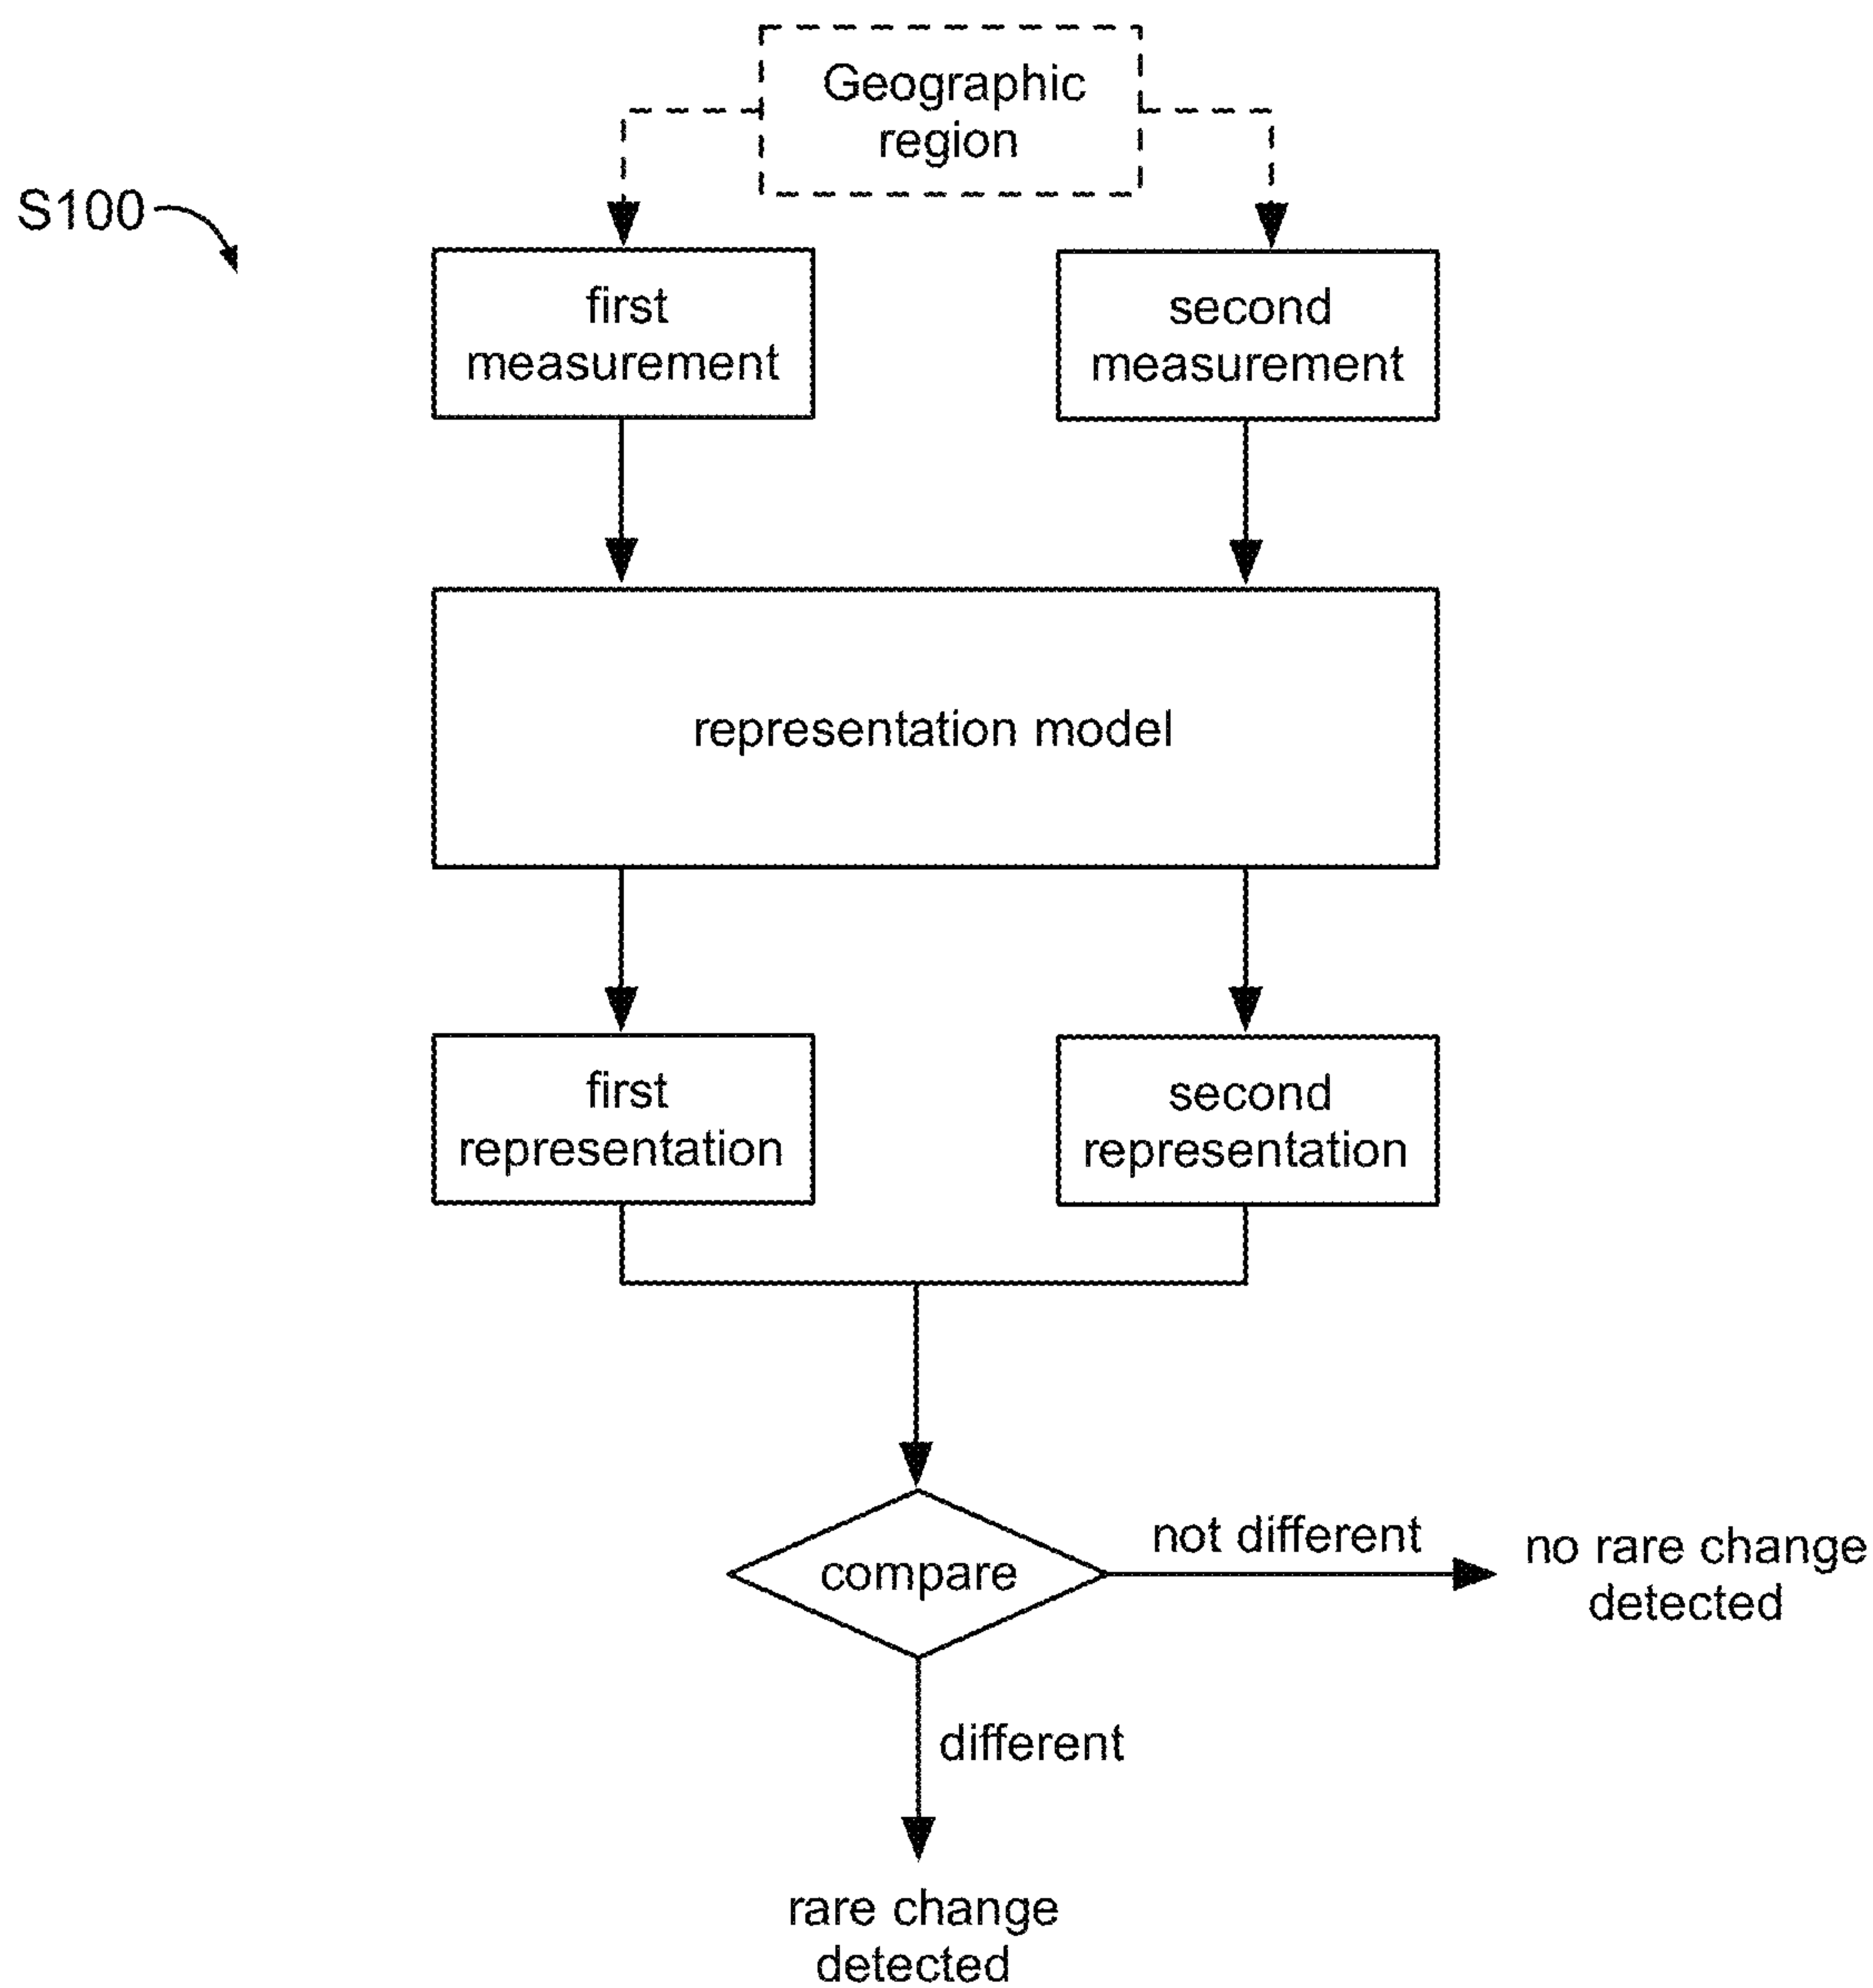 Geographic
region
S100
first
measurement
second
measurement
representation model
first
representation
second
representation
compare
not different
no rare change
detected
different
rare change
detected